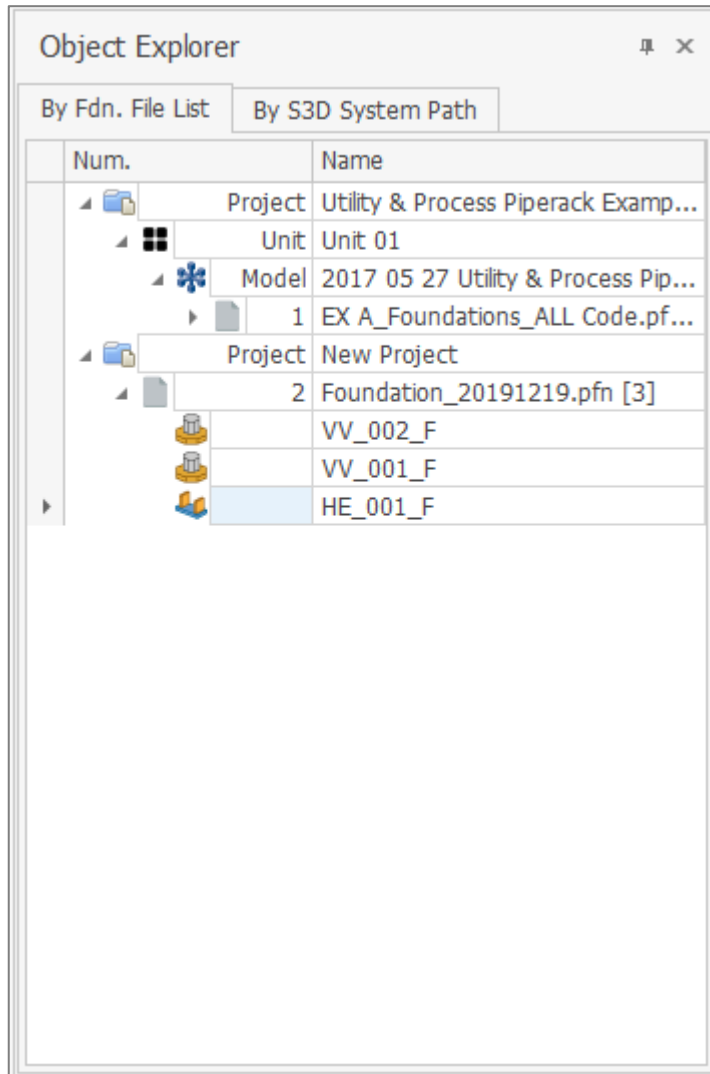 Object Explorer
By Fdn. File List By S3D System Path
Num. Name
Project Utility & Process Piperack Examp...
Unit Unit 01
Model 2017 05 27 Utility & Process Pip...
1 EX A_Foundations_ALL Code.pf...
Project New Project
2 Foundation_20191219.pfn [3]
VV_002_F
VV_001_F
HE_001_F